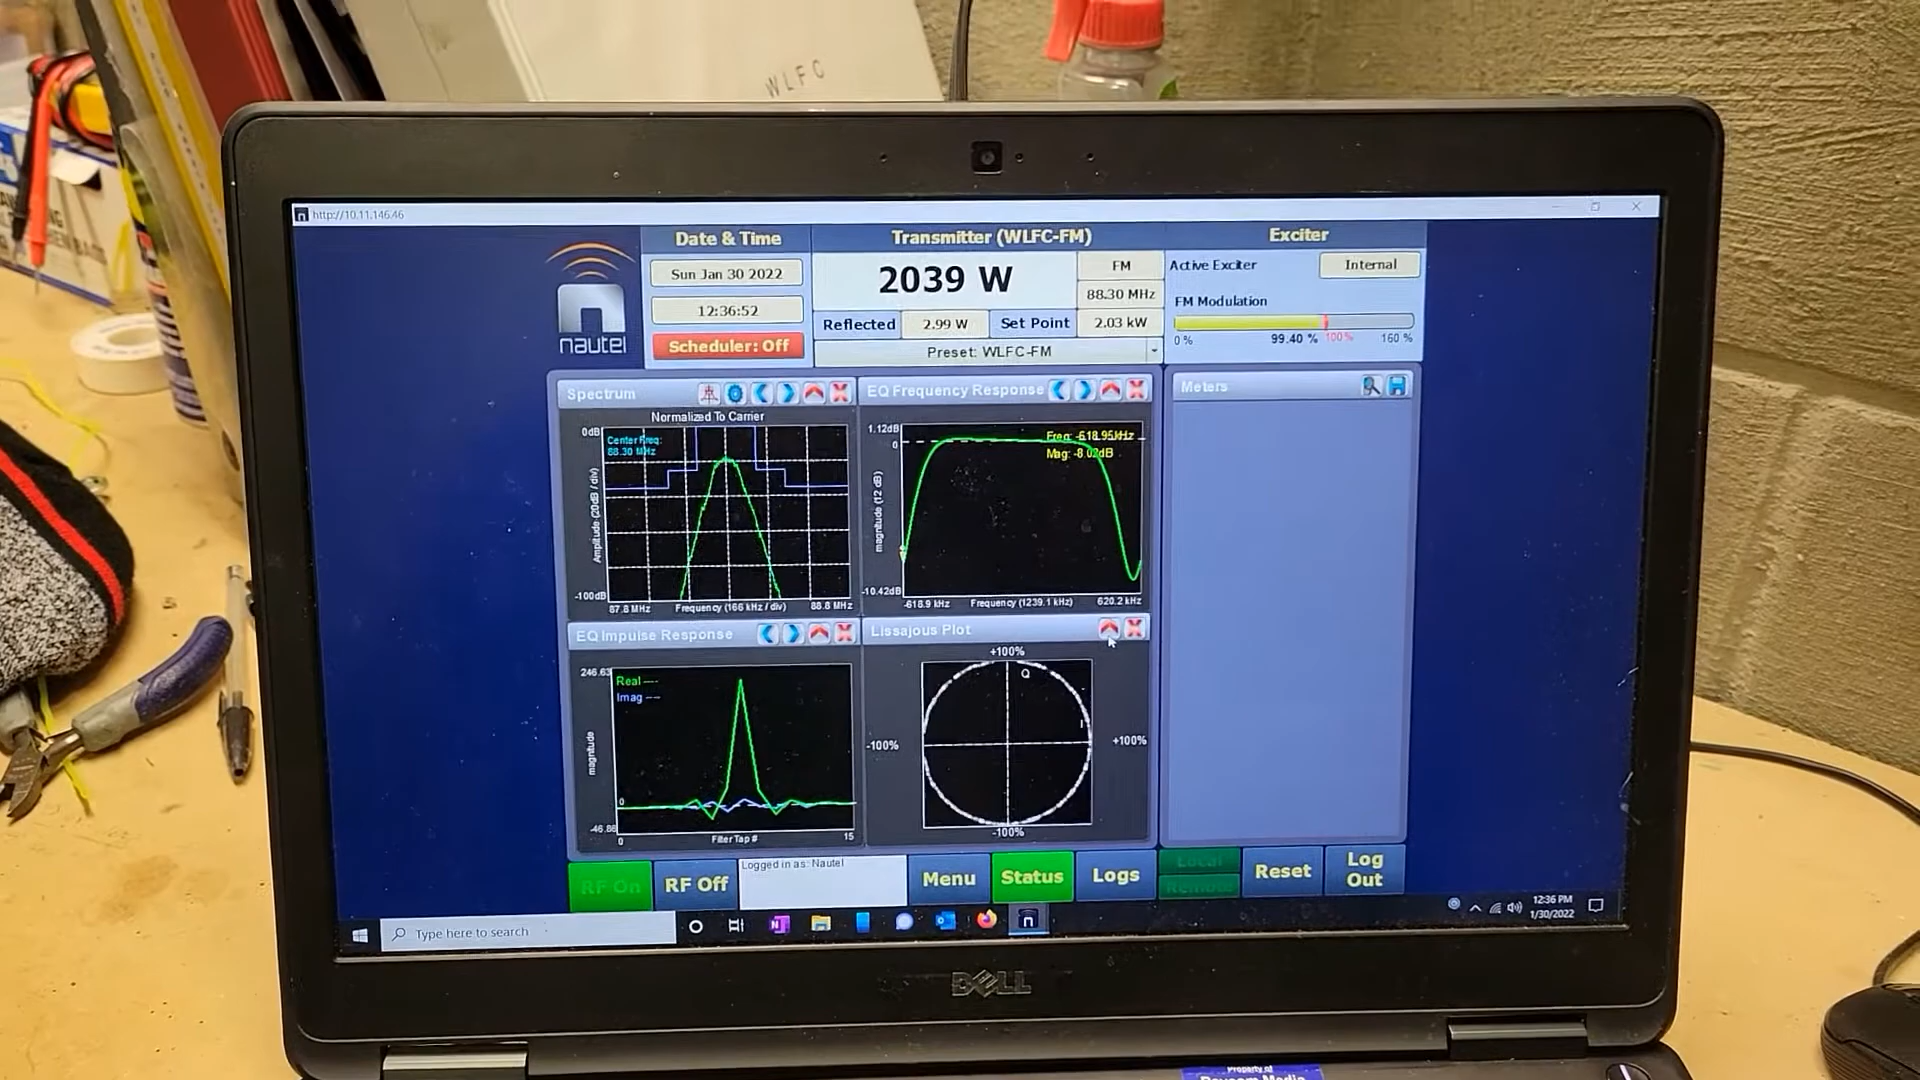 WLFC
http://10.11.146.46
Date & Time
Sun Jan 30 2022
12:36:52
Scheduler: Off
nautel
Transmitter (WLFC-FM)
2039 W
FM
88.30 MHz
Reflected
2.99 W
Set Point
2.03 kW
Preset: WLFC-FM
Exciter
Active Exciter
Internal
FM Modulation
0 %
99.40 %
100%
160 %
Spectrum
Normalized To Carrier
0dB
Center Freq:
88.30 MHz
Amplitude (20dB / div)
-100dB
87.8 MHz
Frequency (166 kHz / div)
88.8 MHz
EQ Frequency Response
1.12dB
0
Freq: -618.95kHz
Mag: -8.02dB
magnitude (12 dB)
-10.42dB
-618.9 kHz
Frequency (1239.1 kHz)
620.2 kHz
Meters
EQ Impulse Response
246.63
Real ----
Imag ---
magnitude
0
-46.86
0
Filter Tap #
15
Lissajous Plot
+100%
Q
I
-100%
+100%
-100%
RF On
RF Off
Logged in as: Nautel
Menu
Status
Logs
Local
Remote
Reset
Log
Out
Type here to search
12:36 PM
1/30/2022
DELL
Property of